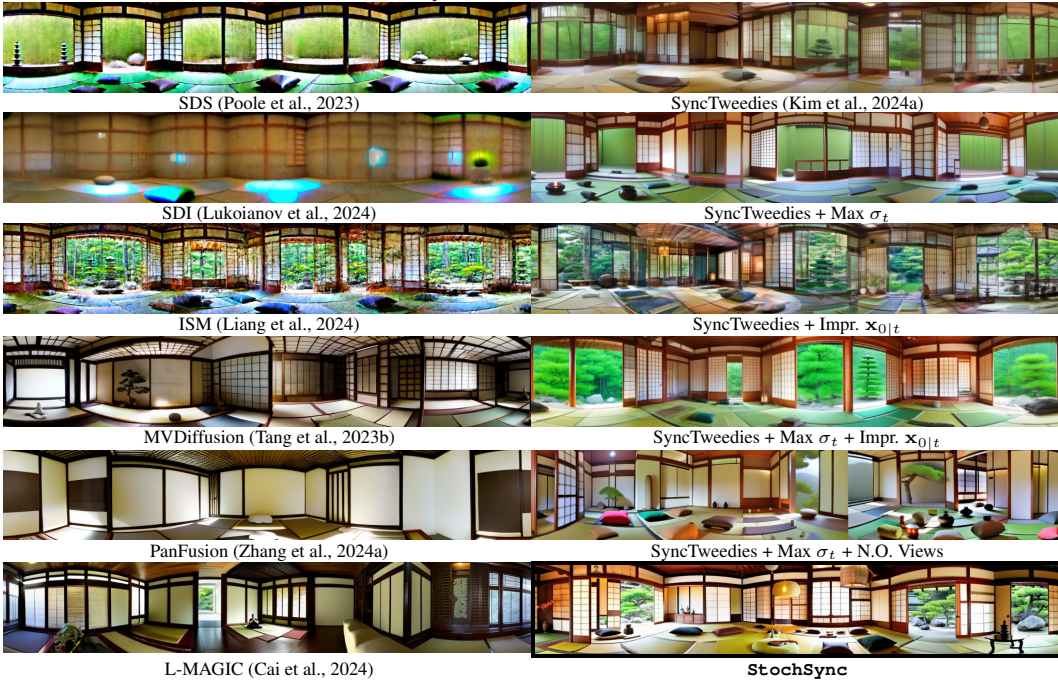 SDS (Poole et al., 2023)
SyncTweedies (Kim et al., 2024a)
SDI (Lukoianov et al., 2024)
SyncTweedies + Max σt
ISM (Liang et al., 2024)
SyncTweedies + Impr. x0|t
MVDiffusion (Tang et al., 2023b)
SyncTweedies + Max σt + Impr. x0|t
PanFusion (Zhang et al., 2024a)
SyncTweedies + Max σt + N.O. Views
L-MAGIC (Cai et al., 2024)
StochSync